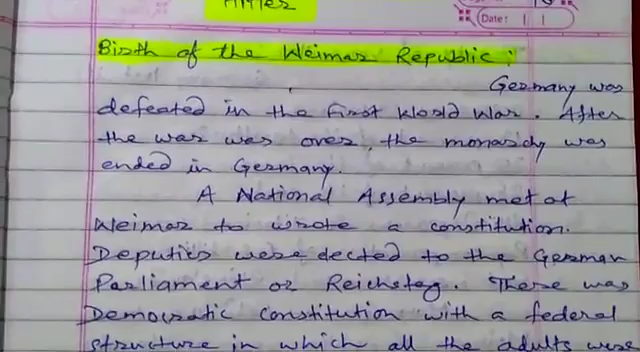 Hitler
Date:
Birth of the Weimar Republic:
Germany was
defeated in the First World War. After
the war was over, the monarchy was
ended in Germany.
A National Assembly met at
Weimar to wrote a constitution.
Deputies were elected to the German
Parliament or Reichstag. There was
Democratic constitution with a federal
structure in which all the adults were